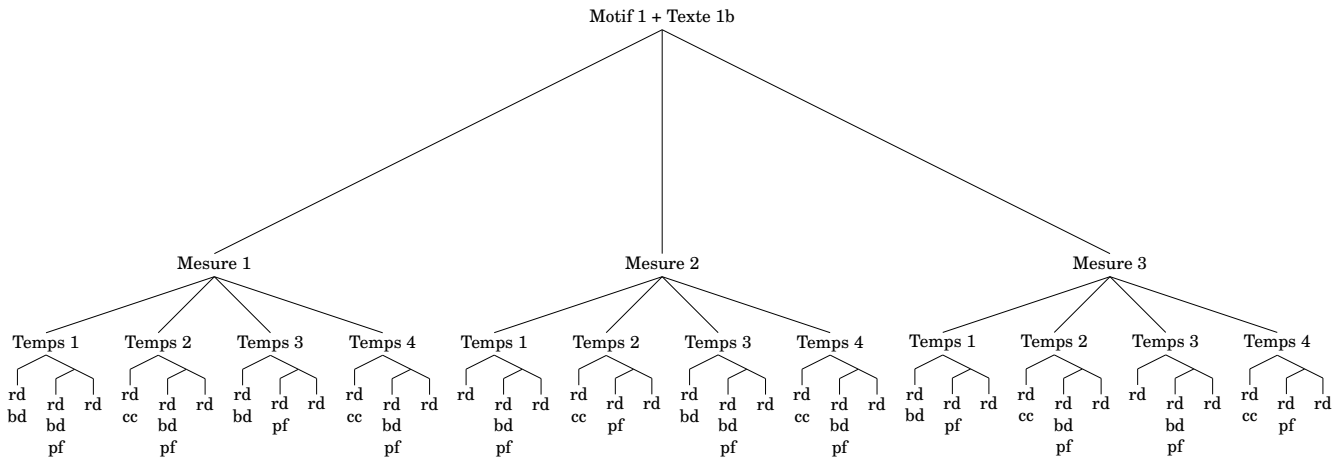 Motif 1 + Texte 1b
Mesure 1 Mesure 2 Mesure 3
Temps 1 Temps 2 Temps 3 Temps 4 Temps 1 Temps 2 Temps 3 Temps 4 Temps 1 Temps 2 Temps 3 Temps 4
rd rd rd rd rd rd rd rd rd rd rd rd
rd rd rd rd rd rd rd rd rd rd rd rd rd rd rd rd rd rd rd rd rd rd rd rd
bd cc bd cc cc bd cc bd cc cc
bd bd pf bd bd pf bd bd pf bd bd pf
pf pf pf pf pf pf pf pf